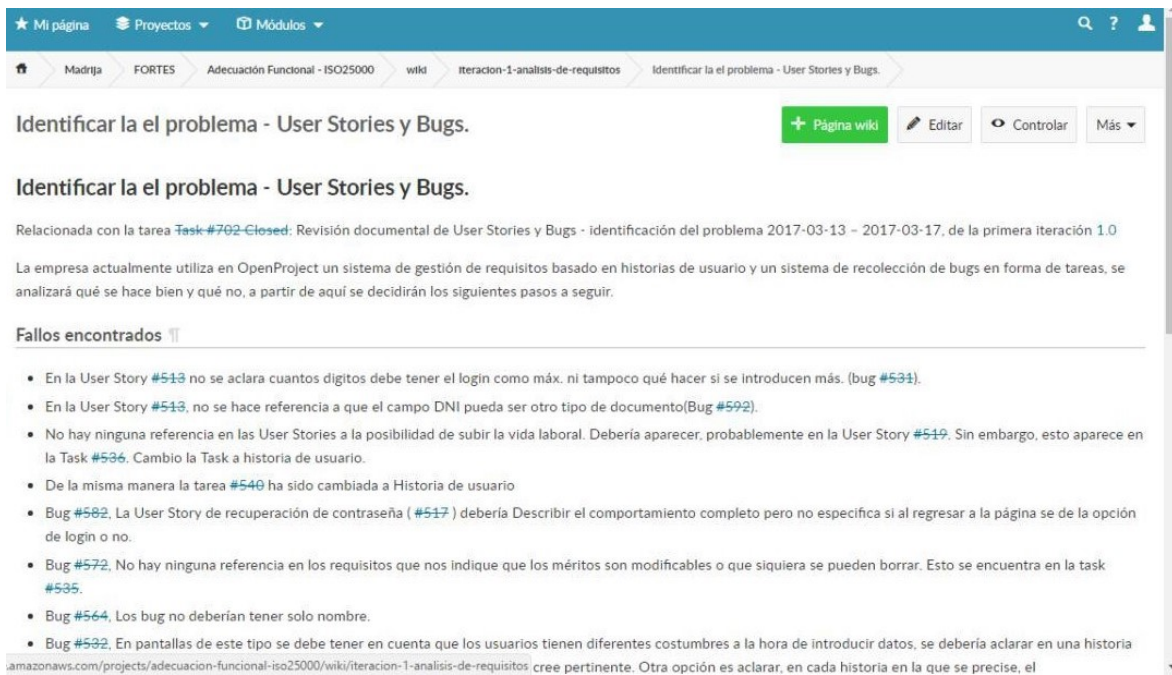 Mi página Proyectos Módulos ?
Madrija FORTES Adecuación Funcional - ISO25000 wiki iteracion-1-analisis-de-requisitos Identificar la el problema - User Stories y Bugs.
Identificar la el problema - User Stories y Bugs. + Página wiki Editar Controlar Más
Identificar la el problema - User Stories y Bugs.
Relacionada con la tarea Task #702 Closed: Revisión documental de User Stories y Bugs - identificación del problema 2017-03-13 – 2017-03-17, de la primera iteración 1.0
La empresa actualmente utiliza en OpenProject un sistema de gestión de requisitos basado en historias de usuario y un sistema de recolección de bugs en forma de tareas, se
analizará qué se hace bien y qué no, a partir de aquí se decidirán los siguientes pasos a seguir.
Fallos encontrados ¶
• En la User Story #513 no se aclara cuantos digitos debe tener el login como máx. ni tampoco qué hacer si se introducen más. (bug #531).
• En la User Story #513, no se hace referencia a que el campo DNI pueda ser otro tipo de documento(Bug #592).
• No hay ninguna referencia en las User Stories a la posibilidad de subir la vida laboral. Debería aparecer, probablemente en la User Story #519. Sin embargo, esto aparece en
la Task #536. Cambio la Task a historia de usuario.
• De la misma manera la tarea #540 ha sido cambiada a Historia de usuario
• Bug #582, La User Story de recuperación de contraseña ( #517 ) debería Describir el comportamiento completo pero no especifica si al regresar a la página se de la opción
de login o no.
• Bug #572, No hay ninguna referencia en los requisitos que nos indique que los méritos son modificables o que siquiera se pueden borrar. Esto se encuentra en la task
#535.
• Bug #564, Los bug no deberían tener solo nombre.
• Bug #532, En pantallas de este tipo se debe tener en cuenta que los usuarios tienen diferentes costumbres a la hora de introducir datos, se debería aclarar en una historia
.amazonaws.com/projects/adecuacion-funcional-iso25000/wiki/iteracion-1-analisis-de-requisitos cree pertinente. Otra opción es aclarar, en cada historia en la que se precise, el